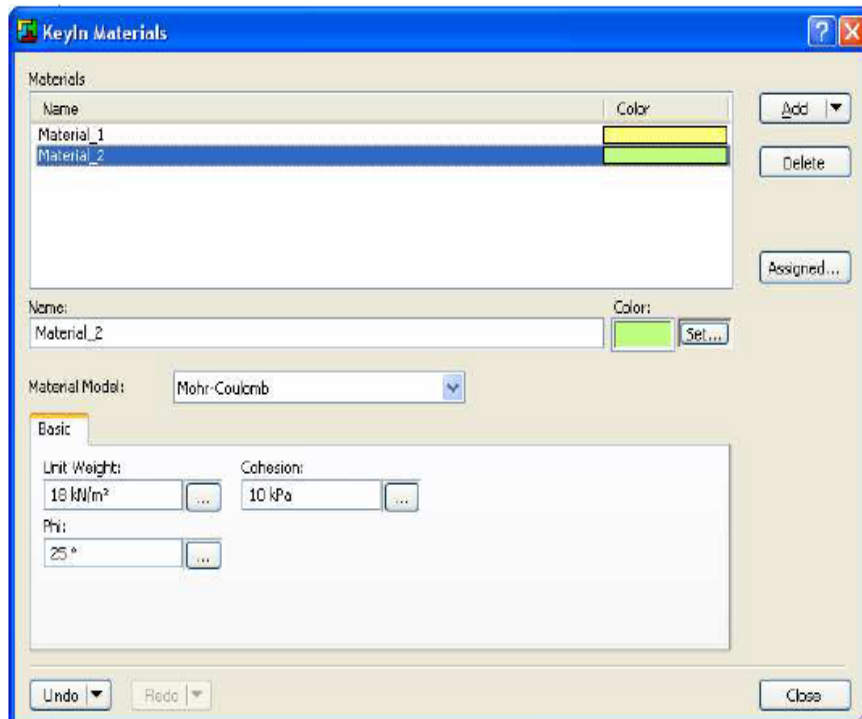 KeyIn Materials
Materials
Name Color
Add
Material_1
Material_2
Delete
Assigned...
Name: Color:
Material_2 Set...
Material Model: Mohr-Coulomb
Basic
Unit Weight: Cohesion:
18 kN/m³ ... 10 kPa ...
Phi:
25 ° ...
Undo Redo Close